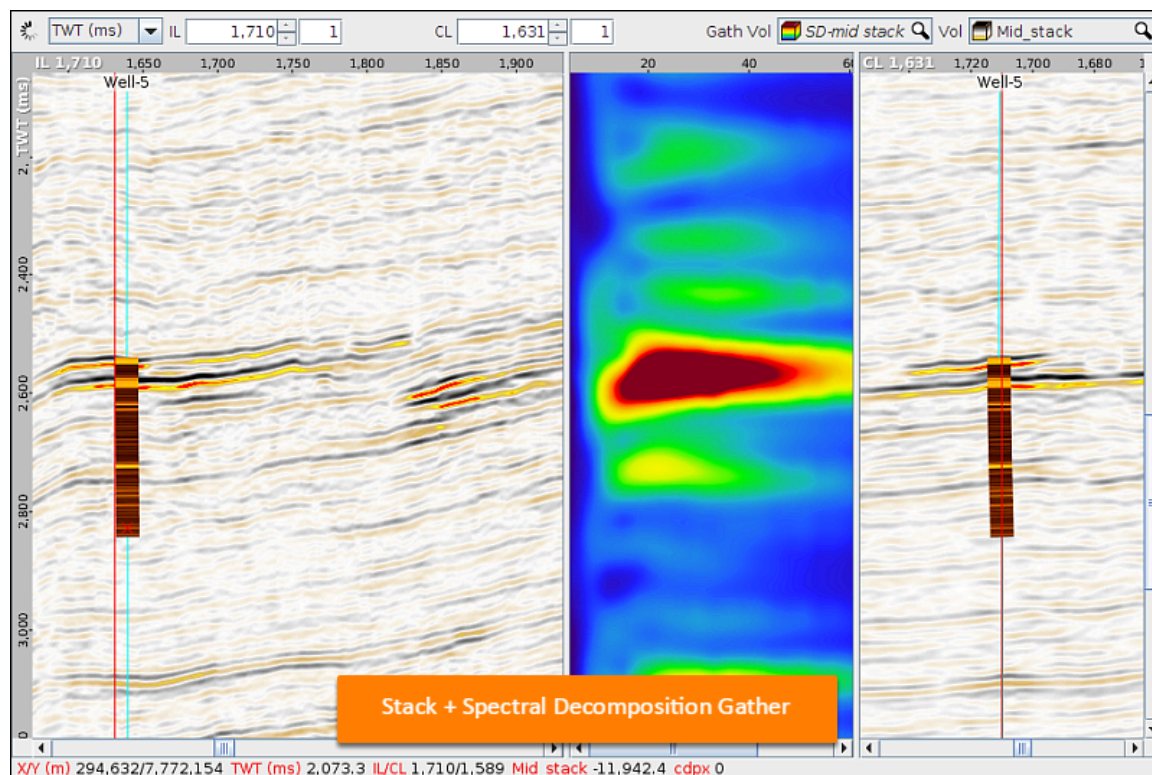 TWT (ms) IL 1,710 1 CL 1,631 1 Gath Vol SD-mid stack Vol Mid_stack
IL 1,710 1,650 1,700 1,750 1,800 1,850 1,900 20 40 60 CL 1,631 1,720 1,700 1,680
Well-5 Well-5
TWT (ms)
2,400
2,600
2,800
3,000
Stack + Spectral Decomposition Gather
X/Y (m) 294,632/7,772,154 TWT (ms) 2,073.3 IL/CL 1,710/1,589 Mid stack -11,942.4 cdpx 0